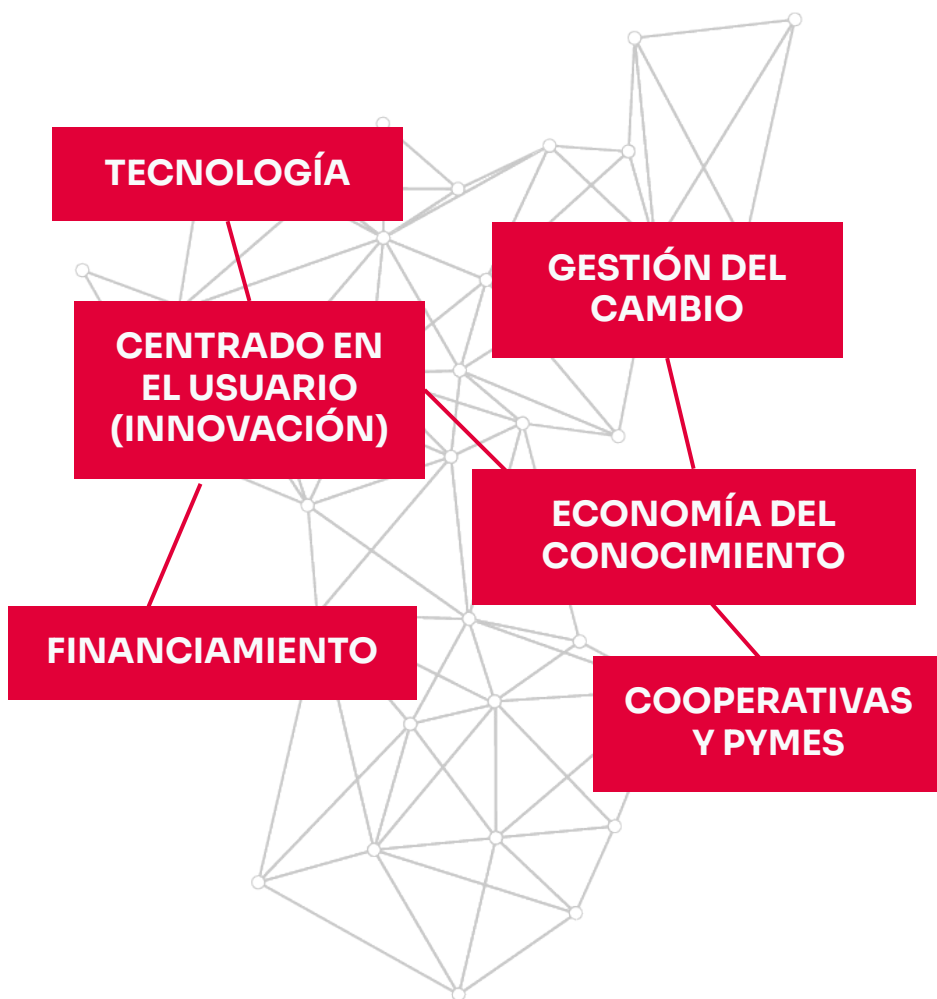 TECNOLOGÍA
GESTIÓN DEL
CAMBIO
CENTRADO EN
EL USUARIO
(INNOVACIÓN)
ECONOMÍA DEL
CONOCIMIENTO
FINANCIAMIENTO
COOPERATIVAS
Y PYMES